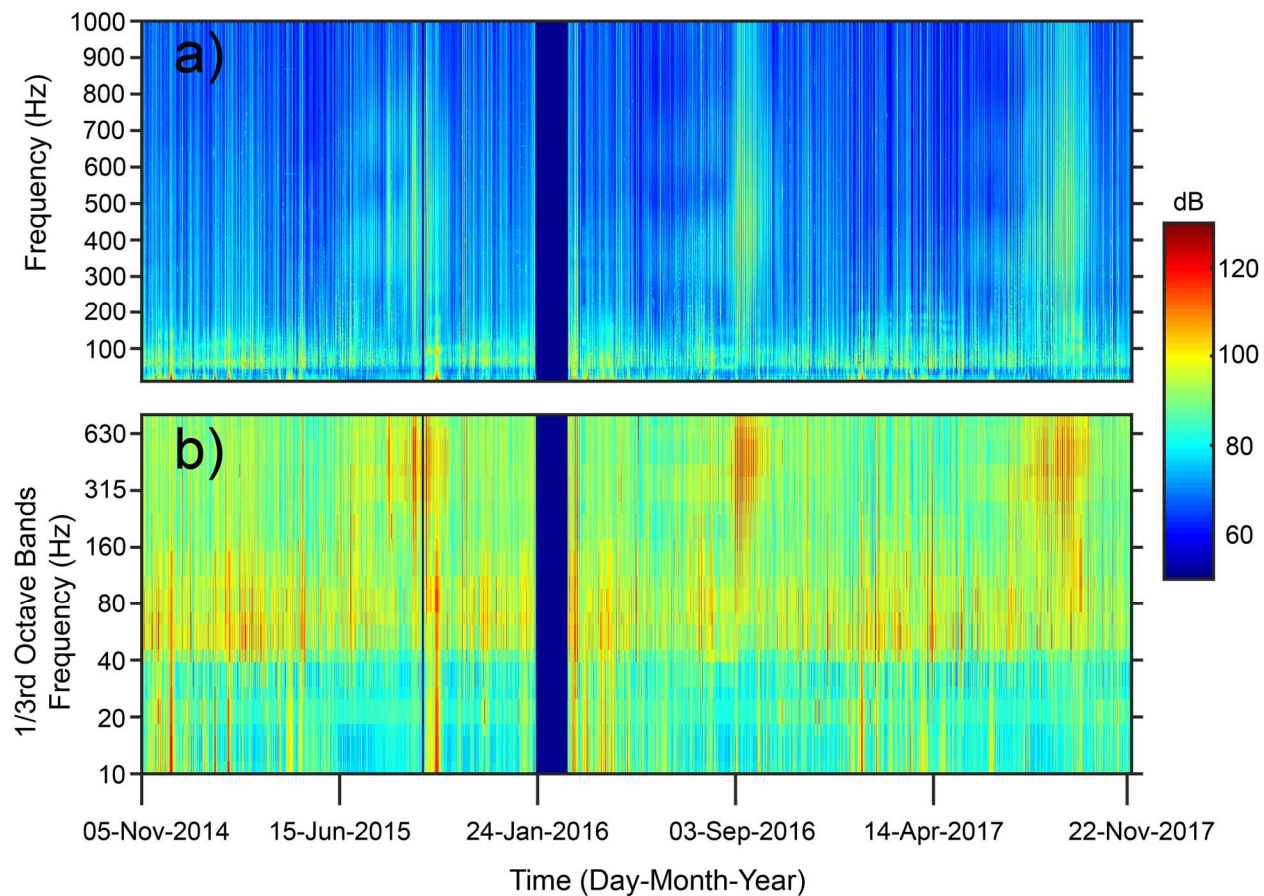 a)
1000
900
800
700
600
500
400
300
200
100
Frequency (Hz)
dB
120
100
80
60
b)
630
315
160
80
40
20
10
1/3rd Octave Bands
Frequency (Hz)
05-Nov-2014
15-Jun-2015
24-Jan-2016
03-Sep-2016
14-Apr-2017
22-Nov-2017
Time (Day-Month-Year)